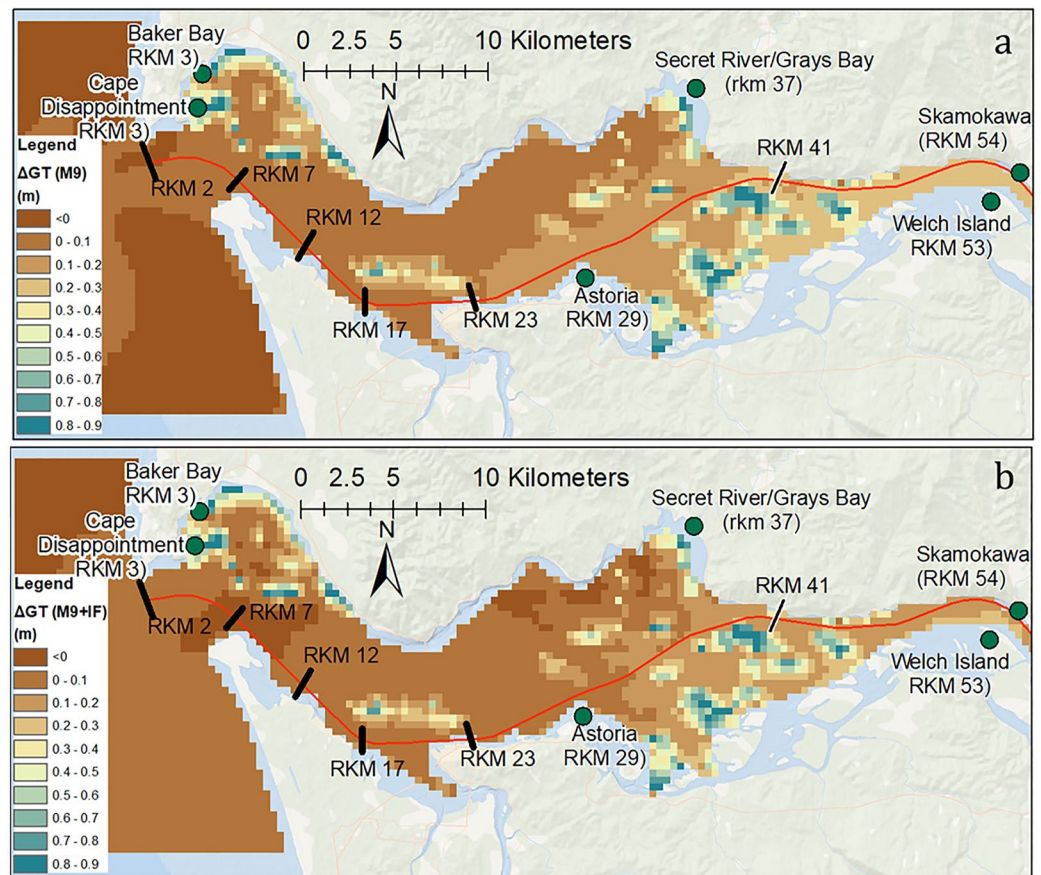 a
Baker Bay
RKM 3)
Cape
Disappointment
RKM 3)
0 2.5 5 10 Kilometers
N
Secret River/Grays Bay
(rkm 37)
Skamokawa
(RKM 54)
RKM 41
Welch Island
RKM 53)
RKM 2
RKM 7
RKM 12
RKM 17
RKM 23
Astoria
RKM 29)
Legend
ΔGT (M9)
(m)
<0
0 - 0.1
0.1 - 0.2
0.2 - 0.3
0.3 - 0.4
0.4 - 0.5
0.5 - 0.6
0.6 - 0.7
0.7 - 0.8
0.8 - 0.9
b
Baker Bay
RKM 3)
Cape
Disappointment
RKM 3)
0 2.5 5 10 Kilometers
N
Secret River/Grays Bay
(rkm 37)
Skamokawa
(RKM 54)
RKM 41
Welch Island
RKM 53)
RKM 2
RKM 7
RKM 12
RKM 17
RKM 23
Astoria
RKM 29)
Legend
ΔGT (M9+IF)
(m)
<0
0 - 0.1
0.1 - 0.2
0.2 - 0.3
0.3 - 0.4
0.4 - 0.5
0.5 - 0.6
0.6 - 0.7
0.7 - 0.8
0.8 - 0.9